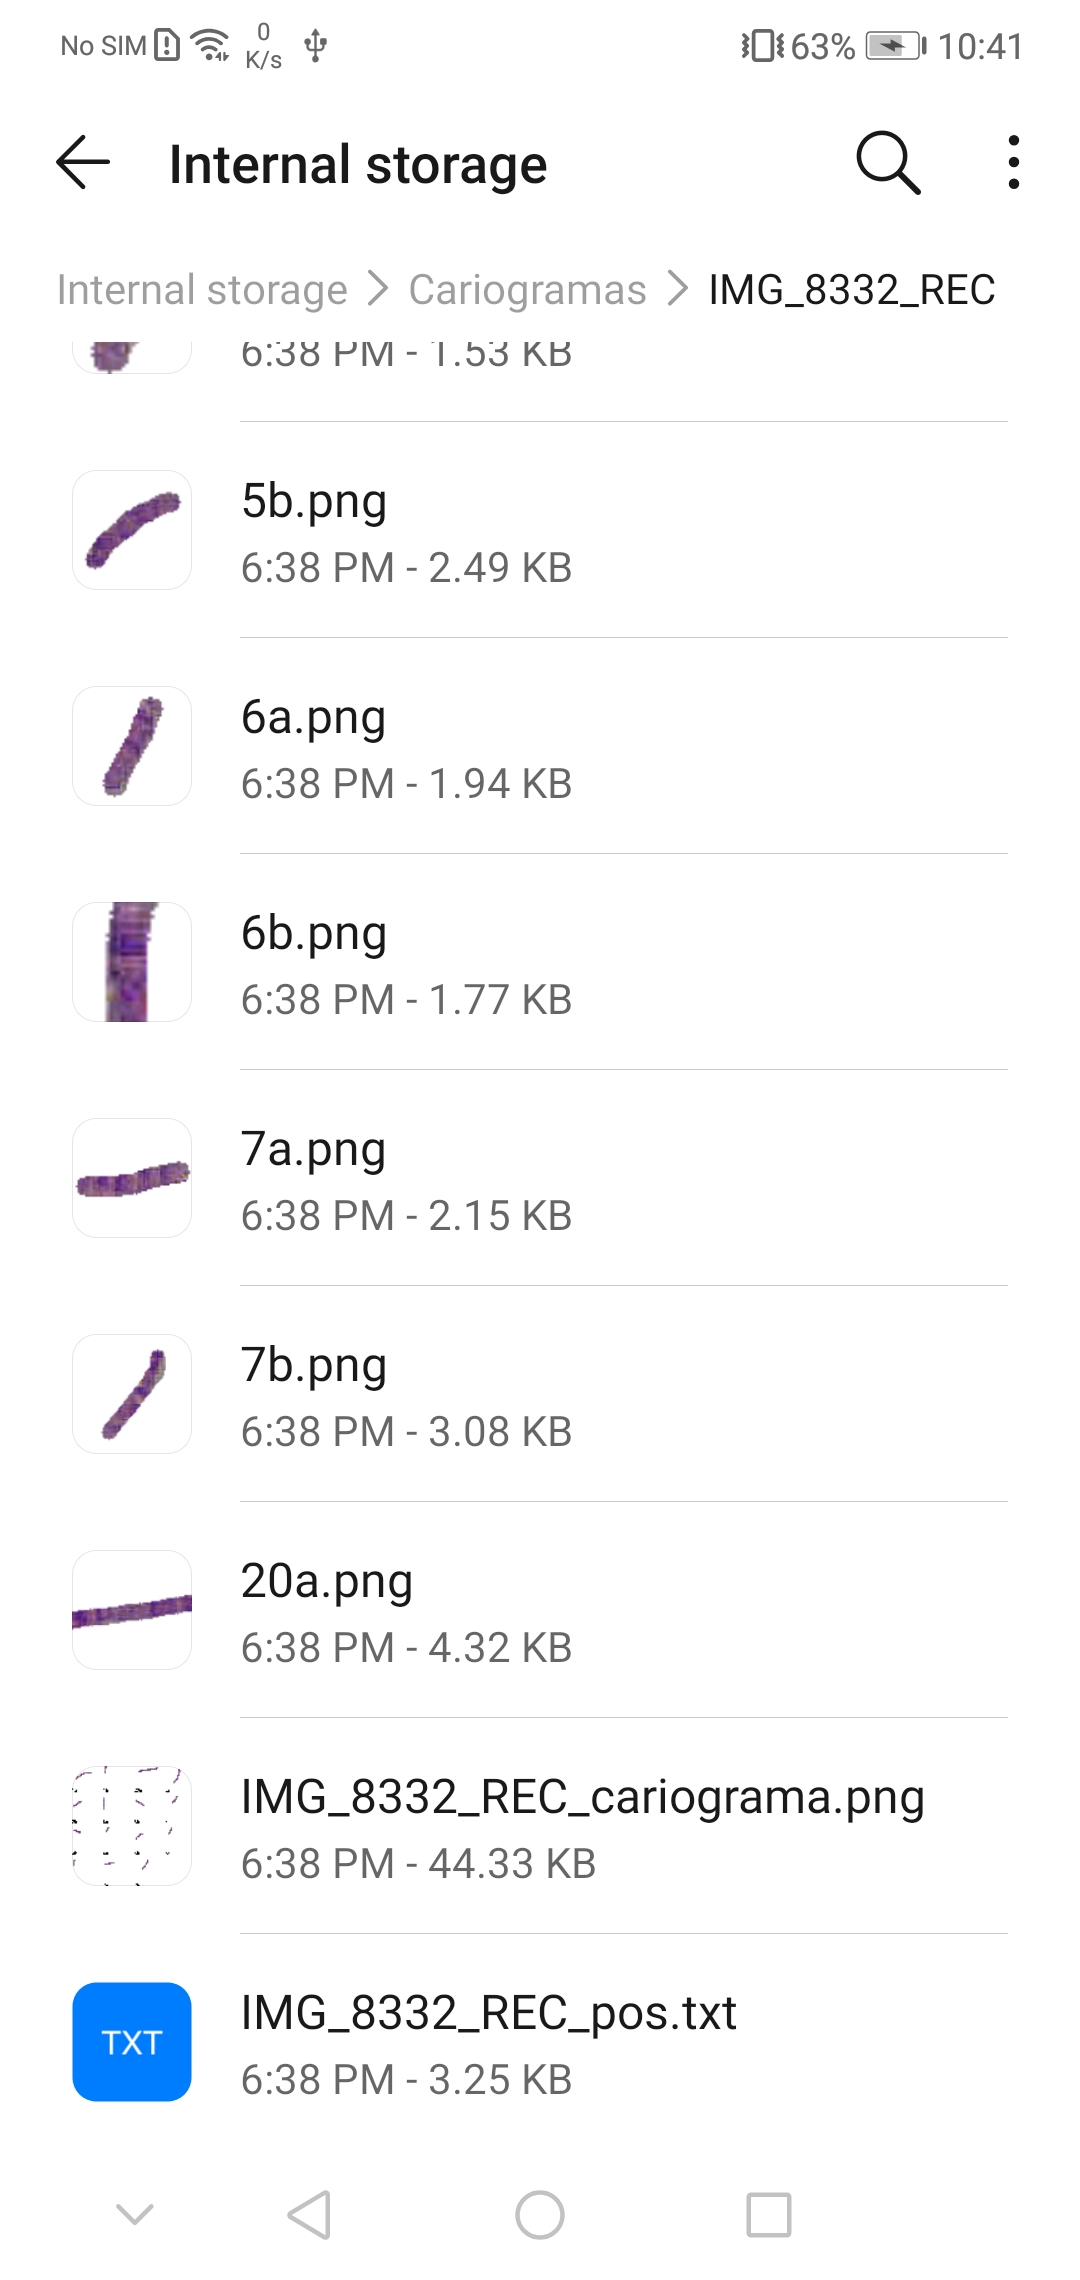 No SIM 0 K/s 63% 10:41
Internal storage
Internal storage > Cariogramas > IMG_8332_REC
6:38 PM - 1.53 KB
5b.png
6:38 PM - 2.49 KB
6a.png
6:38 PM - 1.94 KB
6b.png
6:38 PM - 1.77 KB
7a.png
6:38 PM - 2.15 KB
7b.png
6:38 PM - 3.08 KB
20a.png
6:38 PM - 4.32 KB
IMG_8332_REC_cariograma.png
6:38 PM - 44.33 KB
TXT
IMG_8332_REC_pos.txt
6:38 PM - 3.25 KB